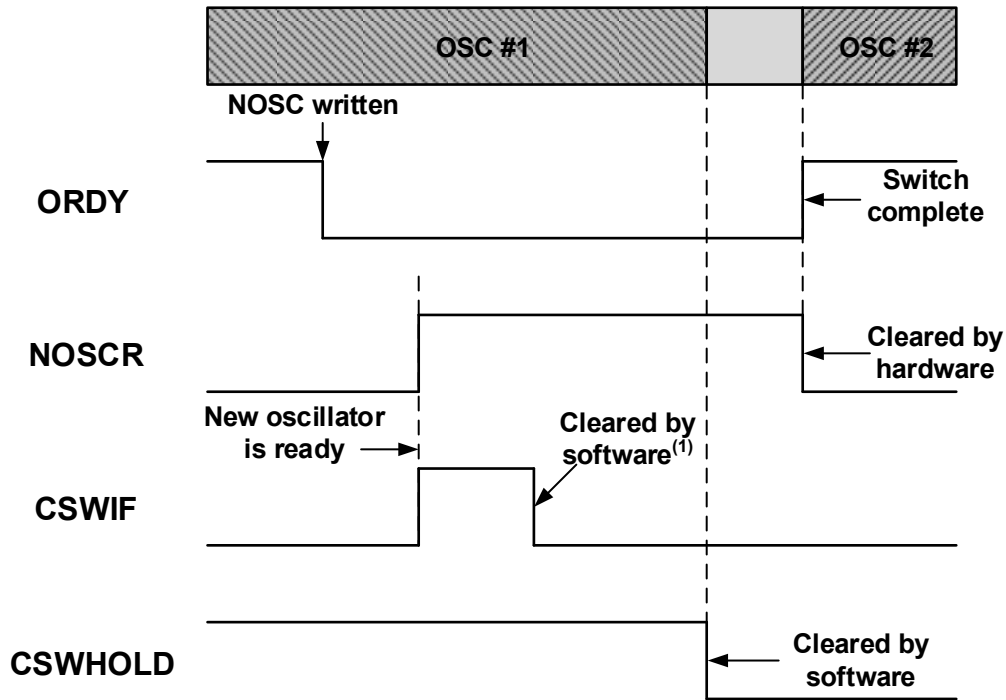 OSC #1
OSC #2
NOSC written
ORDY
Switch
complete
NOSCR
Cleared by
hardware
New oscillator
is ready
Cleared by
software(1)
CSWIF
CSWHOLD
Cleared by
software